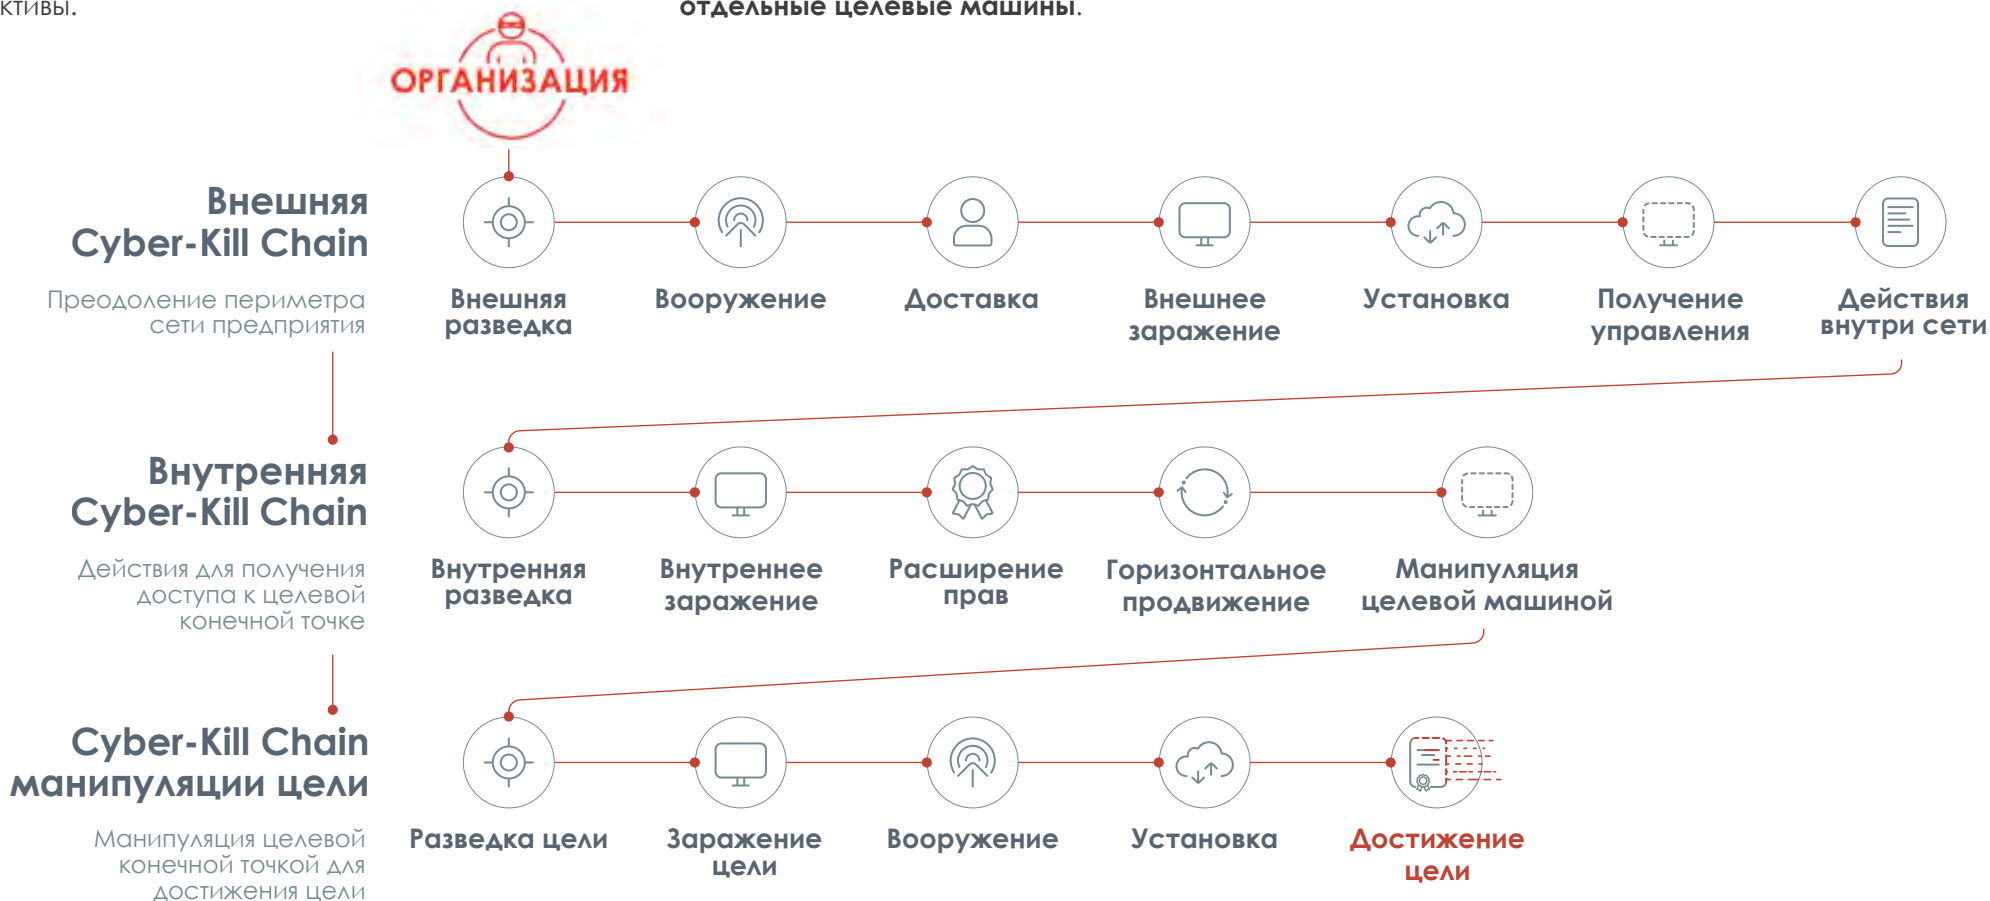 ктивы.
отдельные целевые машины.
ОРГАНИЗАЦИЯ
Внешняя
Cyber-Kill Chain
Преодоление периметра
сети предприятия
Внешняя
разведка
Вооружение
Доставка
Внешнее
заражение
Установка
Получение
управления
Действия
внутри сети
Внутренняя
Cyber-Kill Chain
Действия для получения
доступа к целевой
конечной точке
Внутренняя
разведка
Внутреннее
заражение
Расширение
прав
Горизонтальное
продвижение
Манипуляция
целевой машиной
Cyber-Kill Chain
манипуляции цели
Манипуляция целевой
конечной точкой для
достижения цели
Разведка цели
Заражение
цели
Вооружение
Установка
Достижение
цели